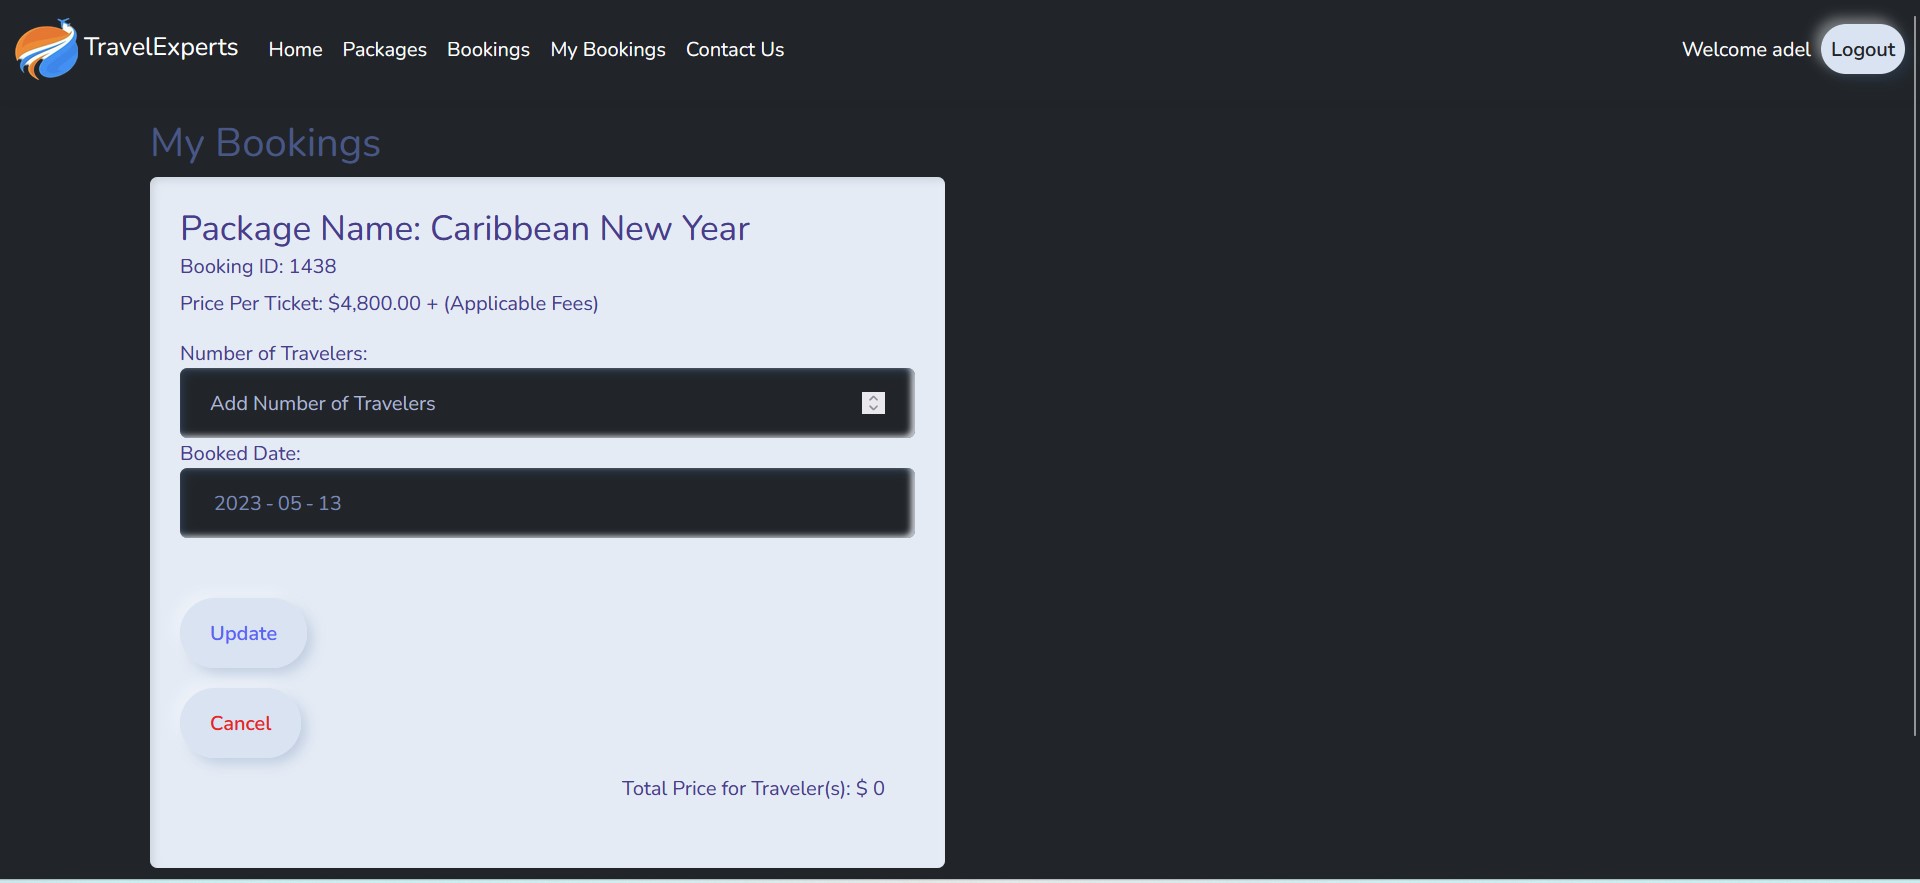 TravelExperts Home Packages Bookings My Bookings Contact Us Welcome adel Logout
My Bookings
Package Name: Caribbean New Year
Booking ID: 1438
Price Per Ticket: $4,800.00 + (Applicable Fees)
Number of Travelers:
Add Number of Travelers
Booked Date:
2023 - 05 - 13
Update
Cancel
Total Price for Traveler(s): $ 0